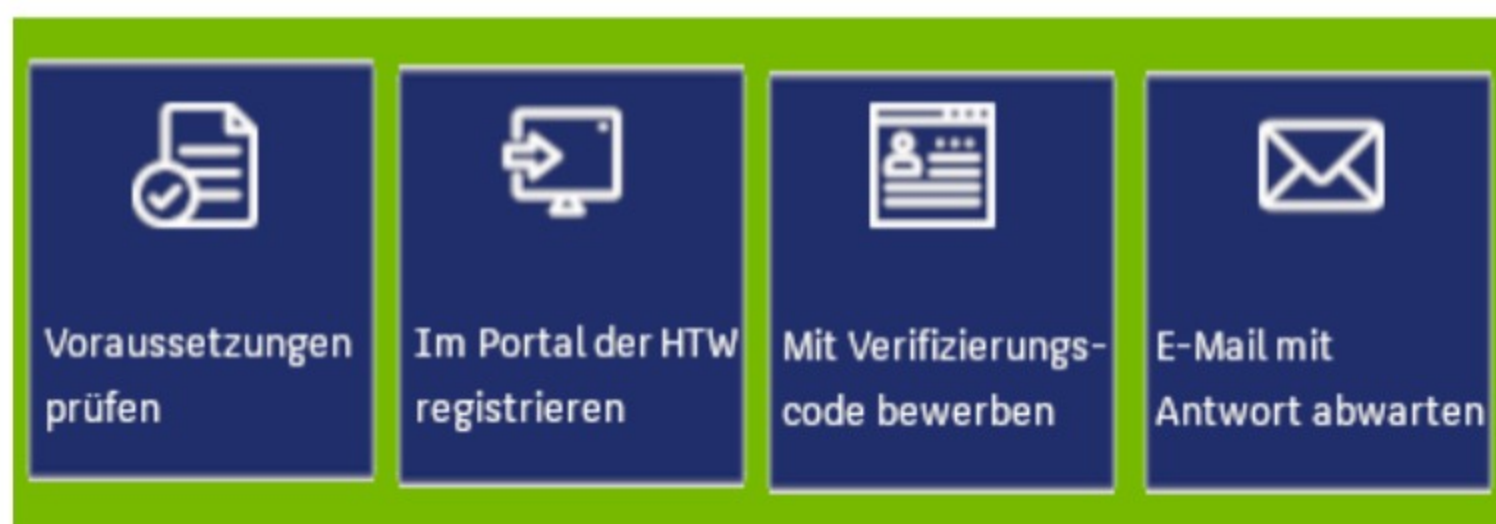 Voraussetzungen
prüfen
Im Portal der HTW
registrieren
Mit Verifizierungs-
code bewerben
E-Mail mit
Antwort abwarten